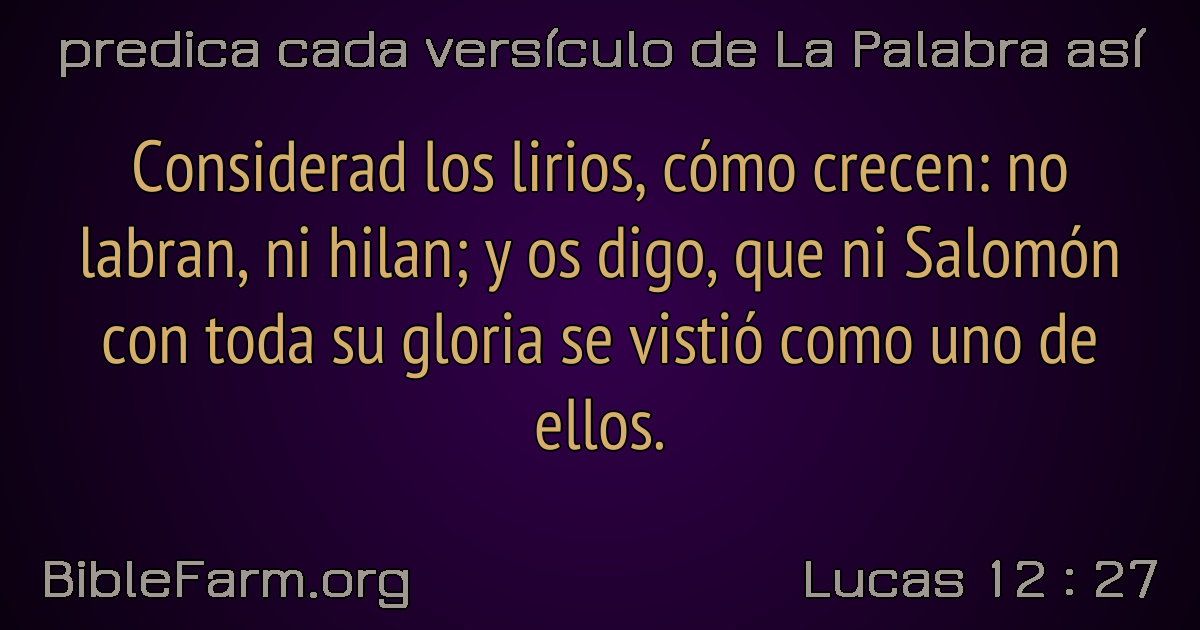 predica cada versículo de La Palabra así
Considerad los lirios, cómo crecen: no
labran, ni hilan; y os digo, que ni Salomón
con toda su gloria se vistió como uno de
ellos.
BibleFarm.org
Lucas 12 : 27